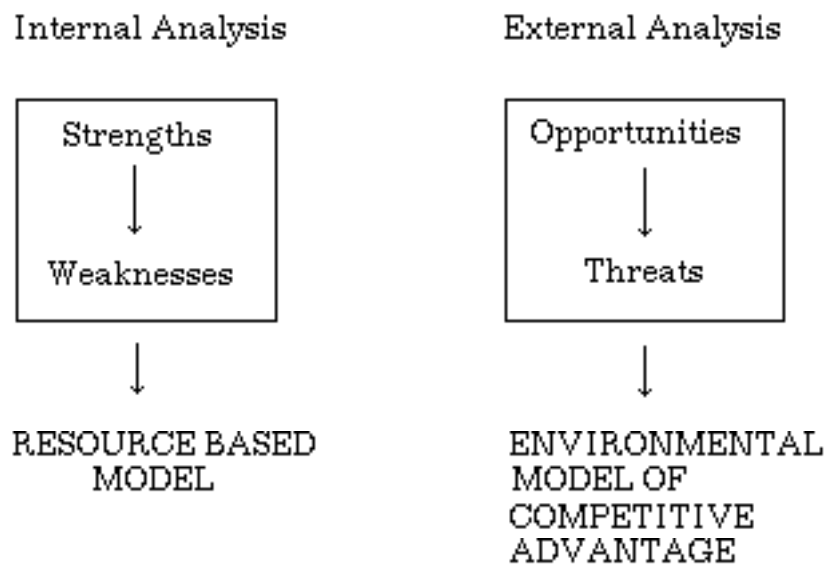 Internal Analysis
Strengths
Weaknesses
RESOURCE BASED
MODEL
External Analysis
Opportunities
Threats
ENVIRONMENTAL
MODEL OF
COMPETITIVE
ADVANTAGE